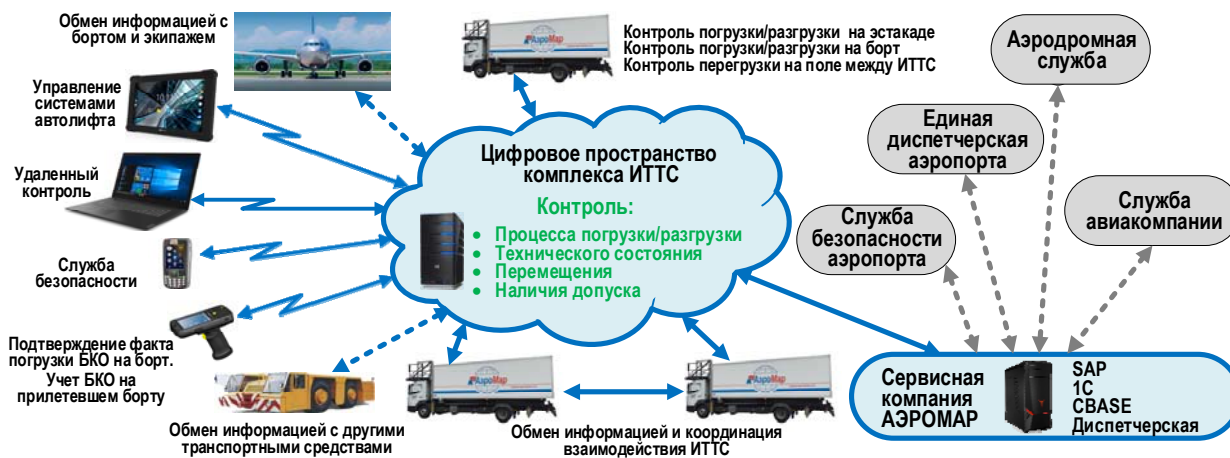 Обмен информацией с
бортом и экипажем
Управление
системами
автолифта
Удаленный
контроль
Служба
безопасности
Подтверждение факта
погрузки БКО на борт.
Учет БКО на
прилетевшем борту
АэроМар
Контроль погрузки/разгрузки на эстакаде
Контроль погрузки/разгрузки на борт
Контроль перегрузки на поле между ИТТС
Цифровое пространство
комплекса ИТТС
Контроль:
• Процесса погрузки/разгрузки
• Технического состояния
• Перемещения
• Наличия допуска
Аэродромная
служба
Единая
диспетчерская
аэропорта
Служба
безопасности
аэропорта
Служба
авиакомпании
АэроМар
АэроМар
Обмен информацией с другими
транспортными средствами
Обмен информацией и координация
взаимодействия ИТТС
Сервисная
компания
АЭРОМАР
SAP
1С
CBASE
Диспетчерская